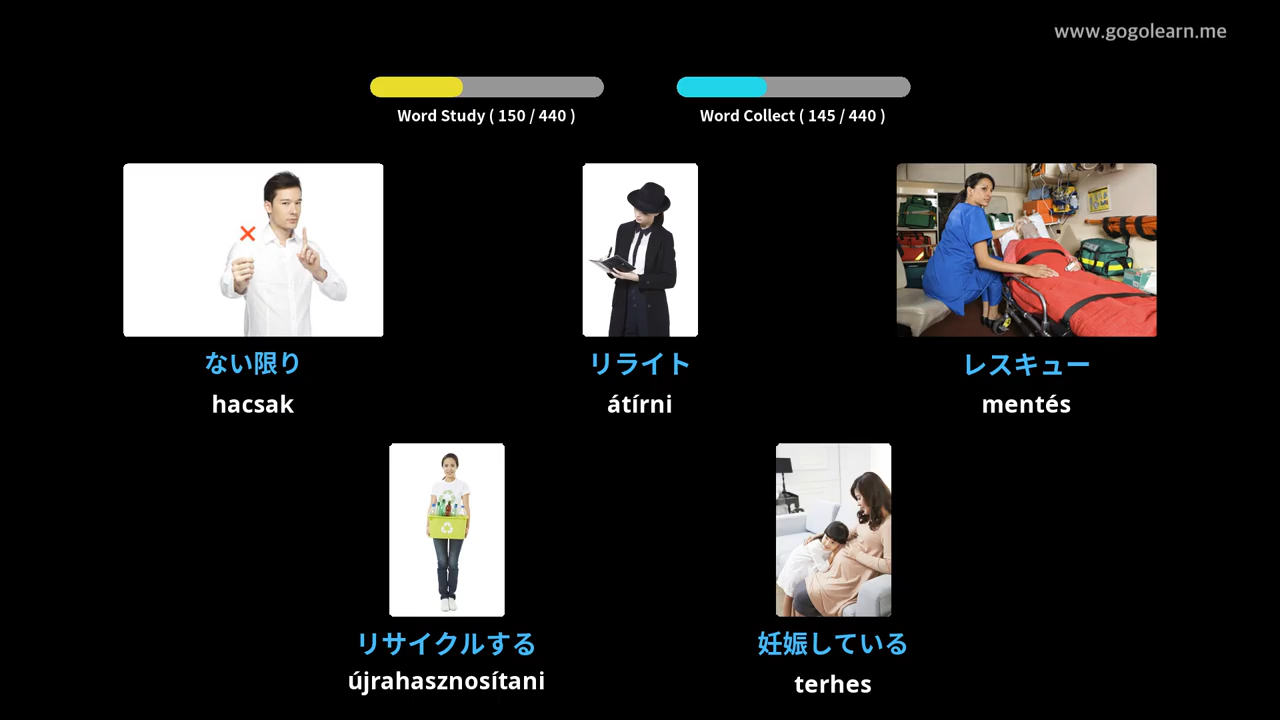 www.gogolearn.me
Word Study ( 150 / 440 )
Word Collect ( 145 / 440 )
ない限り
hacsak
リライト
átírni
レスキュー
mentés
リサイクルする
újrahasznosítani
妊娠している
terhes